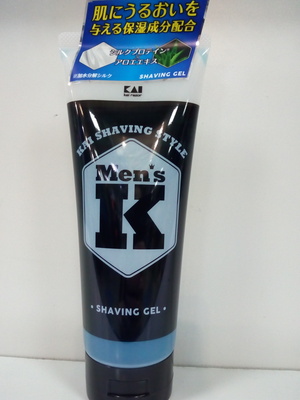 肌にうるおいを
与える保湿成分配合
シルクプロテイン※
アロエエキス
※加水分解シルク
SHAVING GEL
KAI
KAI SHAVING STYLE
Men's
K
• SHAVING GEL •